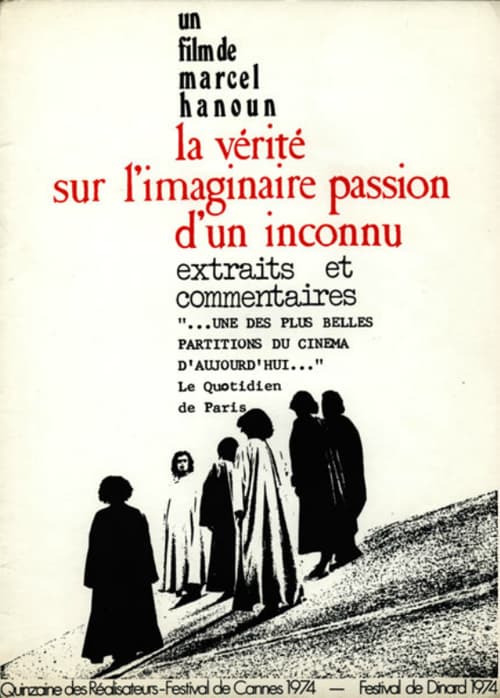 un
film de
marcel
hanoun
la vérité
sur l'imaginaire passion
d'un inconnu
extraits et
commentaires
"...UNE DES PLUS BELLES
PARTITIONS DU CINEMA
D'AUJOURD'HUI..."
Le Quotidien
de Paris
Quinzaine des Réalisateurs-Festival de Cannes 1974 — Festival de Dinard 1974